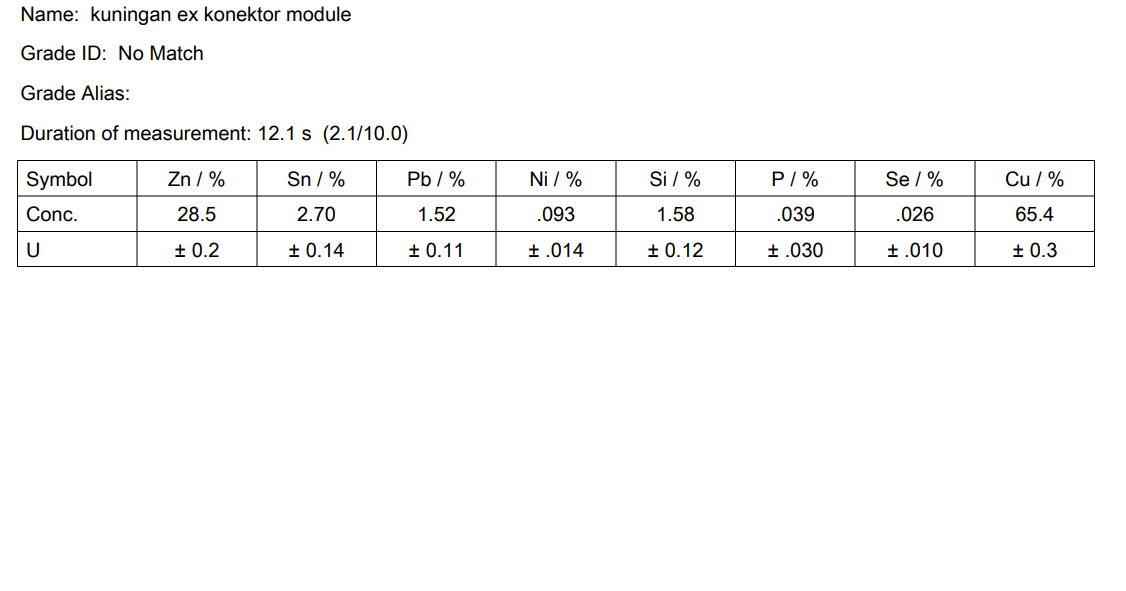 Name:  kuningan ex konektor module
Grade ID:  No Match
Grade Alias:
Duration of measurement: 12.1 s  (2.1/10.0)
Symbol Zn / % Sn / % Pb / % Ni / % Si / % P / % Se / % Cu / %
Conc. 28.5 2.70 1.52 .093 1.58 .039 .026 65.4
U ± 0.2 ± 0.14 ± 0.11 ± .014 ± 0.12 ± .030 ± .010 ± 0.3